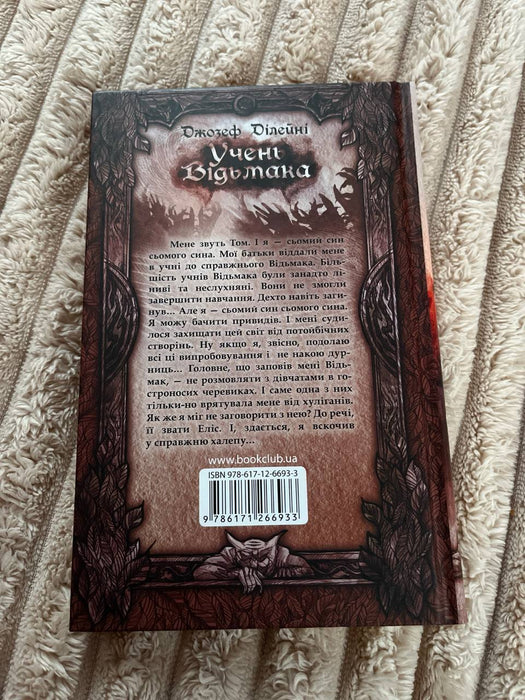 Джозеф Ділейні
Учень
Відьмака
Мене звуть Том. І я — сьомий син
сьомого сина. Мої батьки віддали мене
в учні до справжнього Відьмака. Біль-
шість учнів Відьмака були занадто лі-
ниві та неслухняні. Вони не змогли
завершити навчання. Дехто навіть заги-
нув... Але я — сьомий син сьомого сина.
Я можу бачити привидів. І мені суди-
лося захищати цей світ від потойбічних
створінь. Ну якщо я, звісно, подолаю
всі ці випробовування і не накою дур-
ниць... Головне, що заповів мені Відь-
мак, — не розмовляти з дівчатами в го-
строносих черевиках. І саме одна з них
тільки-но врятувала мене від хуліганів.
Як же я міг не заговорити з нею? До речі,
її звати Еліс. І, здається, я вскочив
у справжню халепу...
www.bookclub.ua
ISBN 978-617-12-6693-3
9 786171 266933